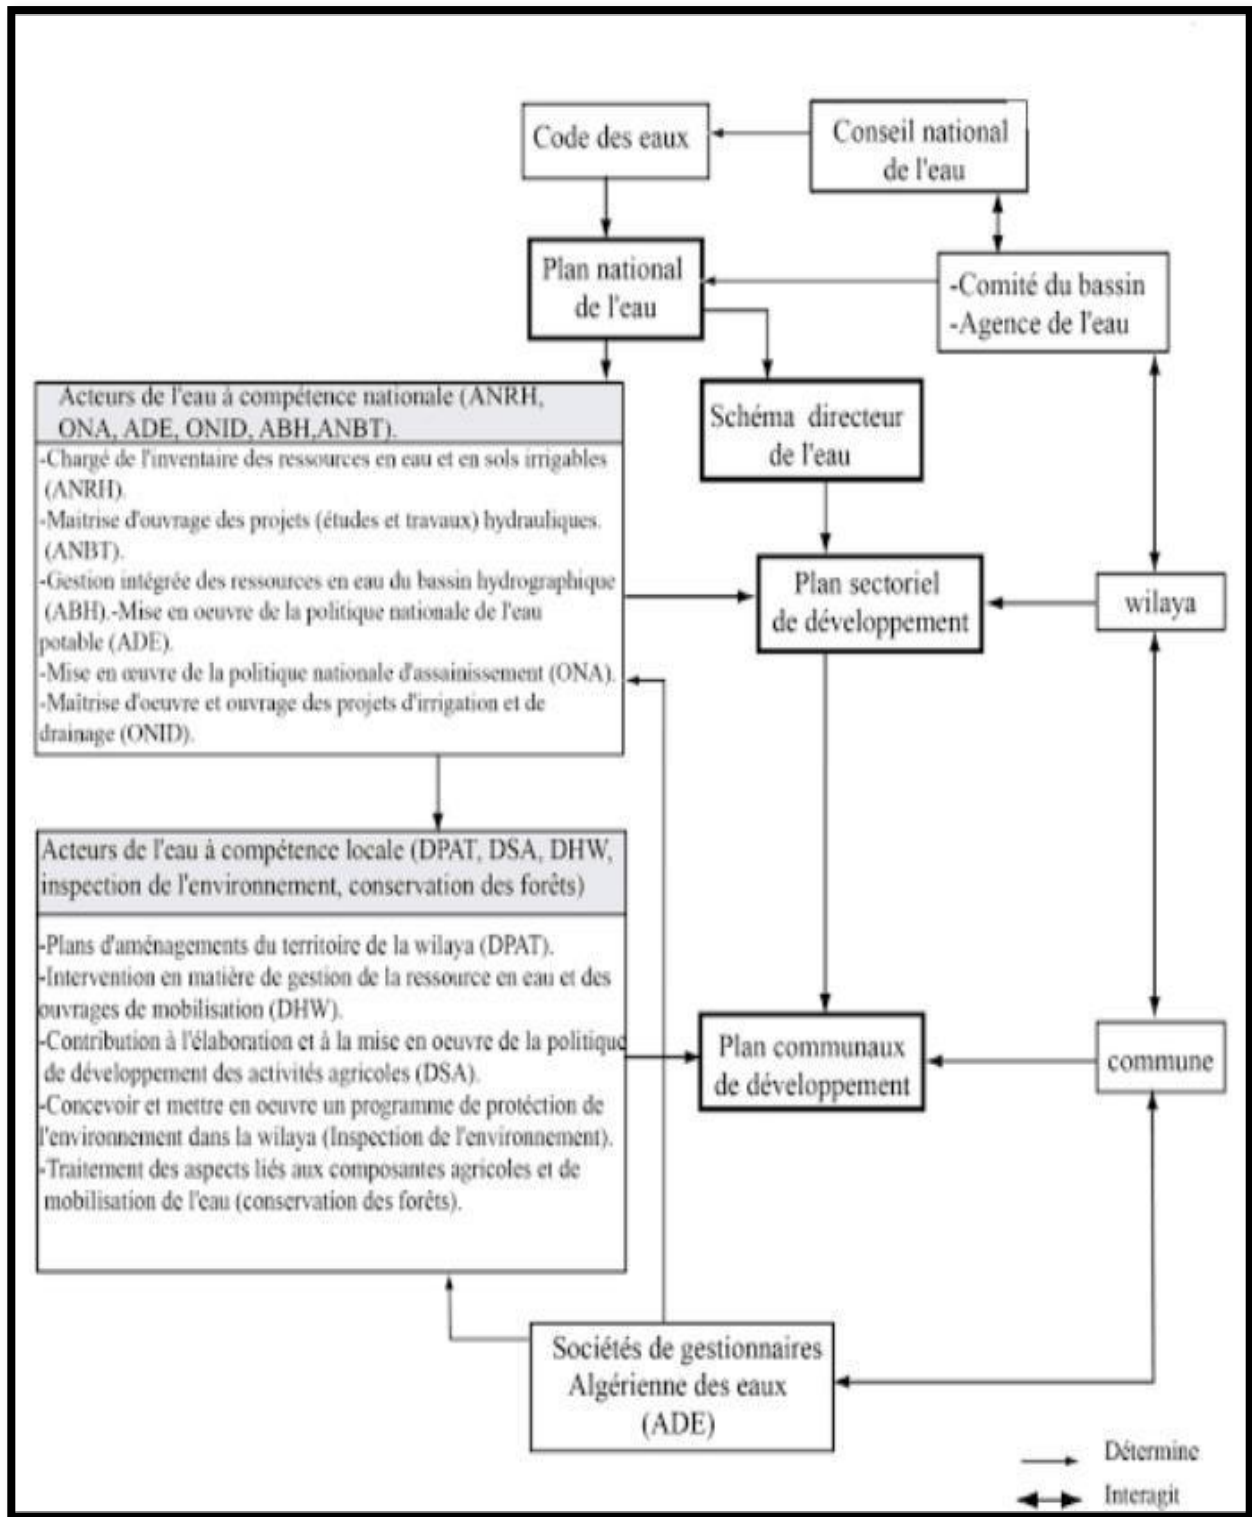 Code des eaux
Conseil national
de l'eau
Plan national
de l'eau
-Comité du bassin
-Agence de l'eau
Acteurs de l'eau à compétence nationale (ANRH,
ONA, ADE, ONID, ABH,ANBT).
-Chargé de l'inventaire des ressources en eau et en sols irrigables
(ANRH).
-Maitrise d'ouvrage des projets (études et travaux) hydrauliques.
(ANBT).
-Gestion intégrée des ressources en eau du bassin hydrographique
(ABH).-Mise en oeuvre de la politique nationale de l'eau
potable (ADE).
-Mise en œuvre de la politique nationale d'assainissement (ONA).
-Maîtrise d'oeuvre et ouvrage des projets d'irrigation et de
drainage (ONID).
Schéma directeur
de l'eau
Plan sectoriel
de développement
wilaya
Acteurs de l'eau à compétence locale (DPAT, DSA, DHW,
inspection de l'environnement, conservation des forêts)
-Plans d'aménagements du territoire de la wilaya (DPAT).
-Intervention en matière de gestion de la ressource en eau et des
ouvrages de mobilisation (DHW).
-Contribution à l'élaboration et à la mise en oeuvre de la politique
de développement des activités agricoles (DSA).
-Concevoir et mettre en oeuvre un programme de protéction de
l'environnement dans la wilaya (Inspection de l'environnement).
-Traitement des aspects liés aux composantes agricoles et de
mobilisation de l'eau (conservation des forêts).
Plan communaux
de développement
commune
Sociétés de gestionnaires
Algérienne des eaux
(ADE)
Détermine
Interagit